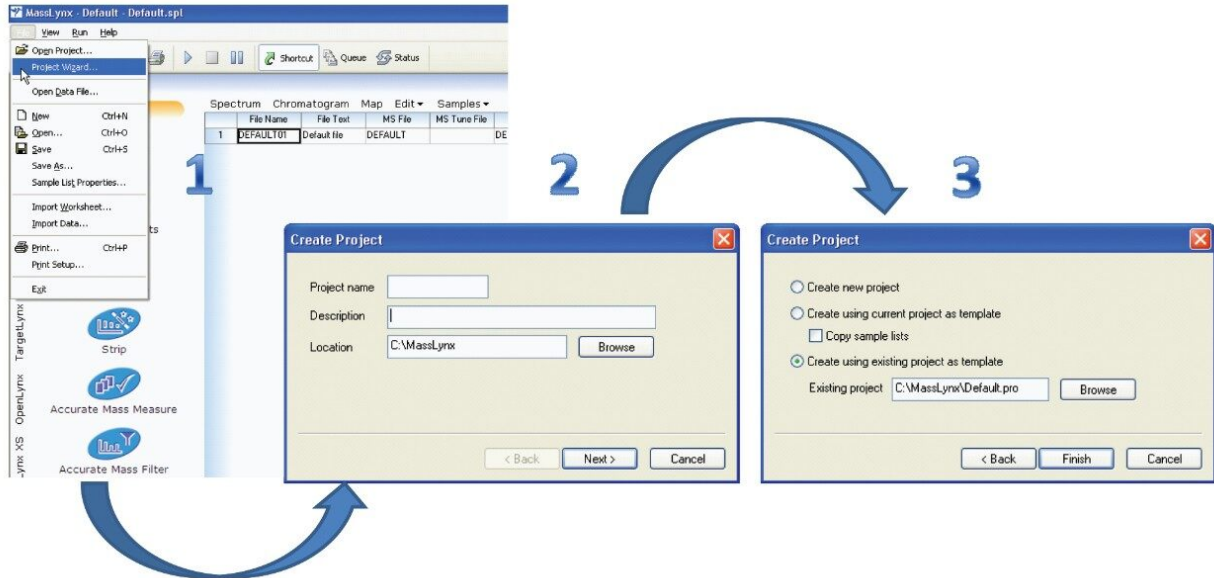 MassLynx - Default - Default.spl
View Run Help
Open Project...
Project Wizard...
Open Data File...
New Ctrl+N
Open... Ctrl+O
Save Ctrl+S
Save As...
Sample List Properties...
Import Worksheet...
Import Data...
Print... Ctrl+P
Print Setup...
Exit
Shortcut Queue Status
Spectrum Chromatogram Map Edit Samples
File Name File Text MS File MS Tune File
1 DEFAULT01 Default file DEFAULT DE
ts
TargetLynx
OpenLynx
Lynx XS
Strip
Accurate Mass Measure
Accurate Mass Filter
1
2
Create Project
Project name
Description
Location C:\MassLynx Browse
< Back Next > Cancel
3
Create Project
Create new project
Create using current project as template
Copy sample lists
Create using existing project as template
Existing project C:\MassLynx\Default.pro Browse
< Back Finish Cancel